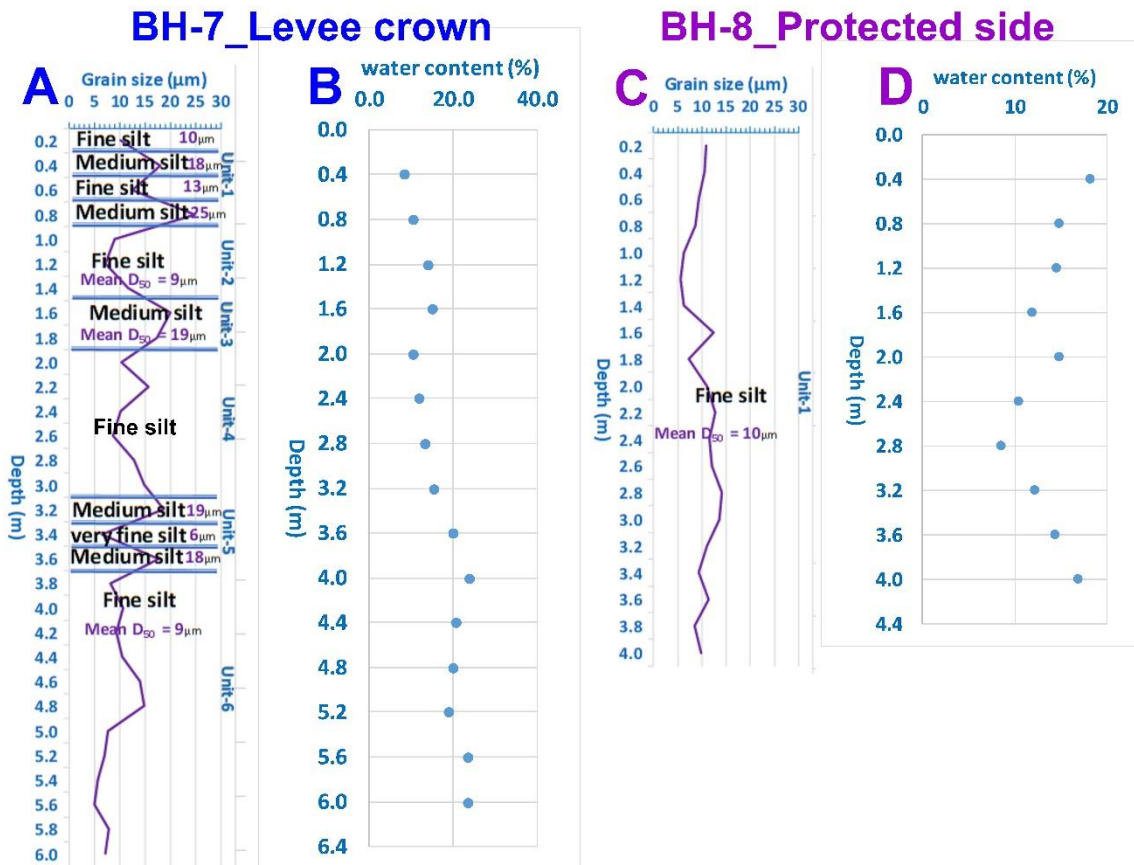 BH-7_Levee crown
BH-8_Protected side
A
Grain size (µm)
0 5 10 15 20 25 30
0.2
0.4
0.6
0.8
1.0
1.2
1.4
1.6
1.8
2.0
2.2
2.4
2.6
2.8
3.0
3.2
3.4
3.6
3.8
4.0
4.2
4.4
4.6
4.8
5.0
5.2
5.4
5.6
5.8
6.0
Depth (m)
Fine silt 10µm
Medium silt 18µm
Fine silt 13µm
Medium silt 25µm
Fine silt
Mean D50 = 9µm
Medium silt
Mean D50 = 19µm
Fine silt
Medium silt 19µm
very fine silt 6µm
Medium silt 18µm
Fine silt
Mean D50 = 9µm
Unit-1
Unit-2
Unit-3
Unit-4
Unit-5
Unit-6
B
water content (%)
0.0 20.0 40.0
0.0
0.4
0.8
1.2
1.6
2.0
2.4
2.8
3.2
3.6
4.0
4.4
4.8
5.2
5.6
6.0
6.4
Depth (m)
C
Grain size (µm)
0 5 10 15 20 25 30
0.2
0.4
0.6
0.8
1.0
1.2
1.4
1.6
1.8
2.0
2.2
2.4
2.6
2.8
3.0
3.2
3.4
3.6
3.8
4.0
Depth (m)
Fine silt
Mean D50 = 10µm
Unit-1
D
water content (%)
0 10 20
0.0
0.4
0.8
1.2
1.6
2.0
2.4
2.8
3.2
3.6
4.0
4.4
Depth (m)